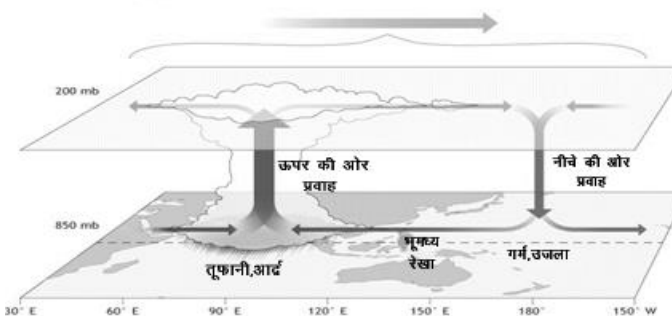 200 mb
ऊपर की ओर
प्रवाह
नीचे की ओर
प्रवाह
850 mb
भूमध्य
रेखा
तूफानी,आर्द
गर्म,उजला
30° E 60° E 90° E 120° E 150° E 180° 150° W